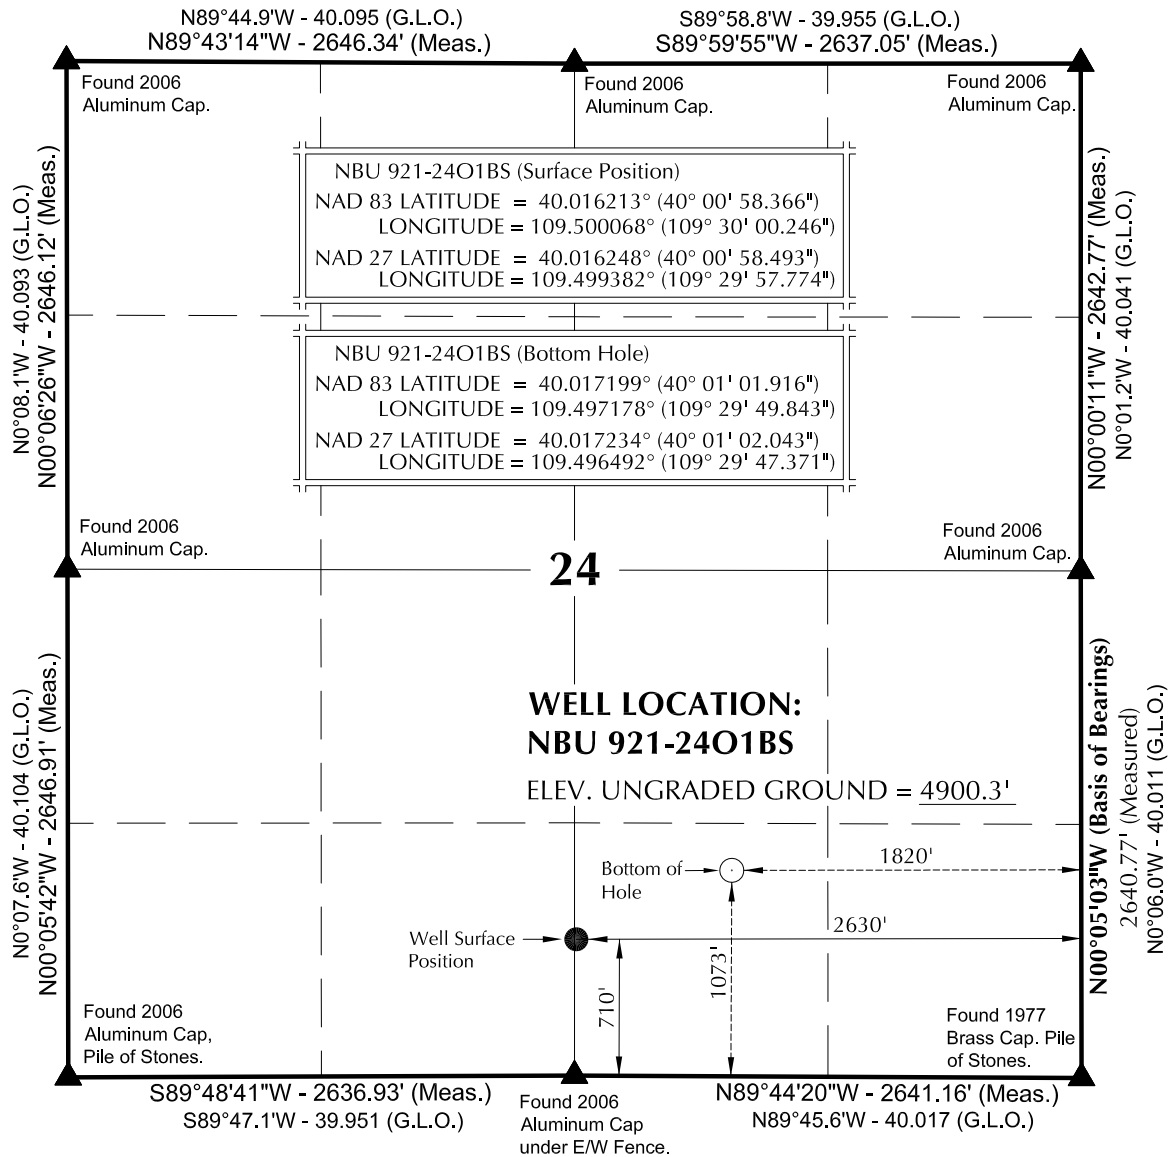 N89°44.9'W - 40.095 (G.L.O.)
N89°43'14"W - 2646.34' (Meas.)
S89°58.8'W - 39.955 (G.L.O.)
S89°59'55"W - 2637.05' (Meas.)
Found 2006
Aluminum Cap.
Found 2006
Aluminum Cap.
Found 2006
Aluminum Cap.
N0°08.1'W - 40.093 (G.L.O.)
N00°06'26"W - 2646.12' (Meas.)
NBU 921-24O1BS (Surface Position)
NAD 83 LATITUDE = 40.016213° (40° 00' 58.366")
LONGITUDE = 109.500068° (109° 30' 00.246")
NAD 27 LATITUDE = 40.016248° (40° 00' 58.493")
LONGITUDE = 109.499382° (109° 29' 57.774")
NBU 921-24O1BS (Bottom Hole)
NAD 83 LATITUDE = 40.017199° (40° 01' 01.916")
LONGITUDE = 109.497178° (109° 29' 49.843")
NAD 27 LATITUDE = 40.017234° (40° 01' 02.043")
LONGITUDE = 109.496492° (109° 29' 47.371")
N00°00'11"W - 2642.77' (Meas.)
N0°01.2'W - 40.041 (G.L.O.)
Found 2006
Aluminum Cap.
Found 2006
Aluminum Cap.
24
WELL LOCATION:
NBU 921-24O1BS
ELEV. UNGRADED GROUND = 4900.3'
N0°07.6'W - 40.104 (G.L.O.)
N00°05'42"W - 2646.91' (Meas.)
N00°05'03"W (Basis of Bearings)
2640.77' (Measured)
N0°06.0'W - 40.011 (G.L.O.)
Bottom of
Hole
1820'
Well Surface
Position
2630'
710'
1073'
Found 2006
Aluminum Cap,
Pile of Stones.
Found 1977
Brass Cap. Pile
of Stones.
S89°48'41"W - 2636.93' (Meas.)
S89°47.1'W - 39.951 (G.L.O.)
Found 2006
Aluminum Cap
under E/W Fence.
N89°44'20"W - 2641.16' (Meas.)
N89°45.6'W - 40.017 (G.L.O.)